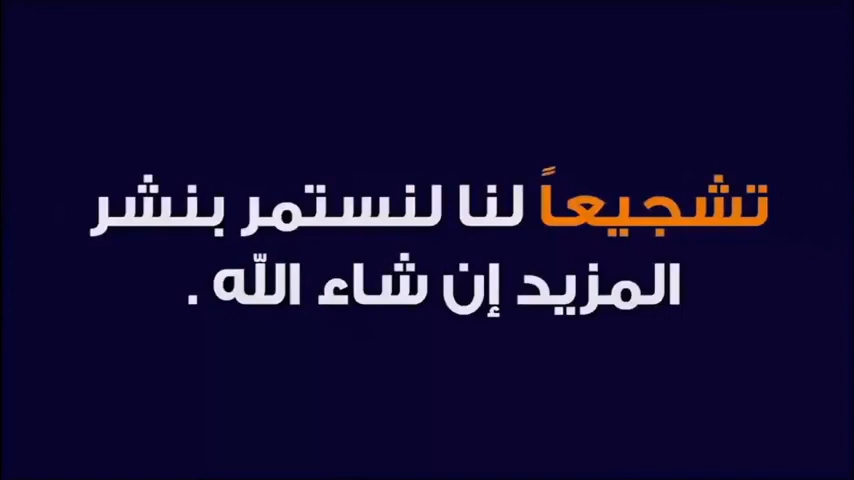 تشجيعاً لنا لنستمر بنشر
المزيد إن شاء الله .